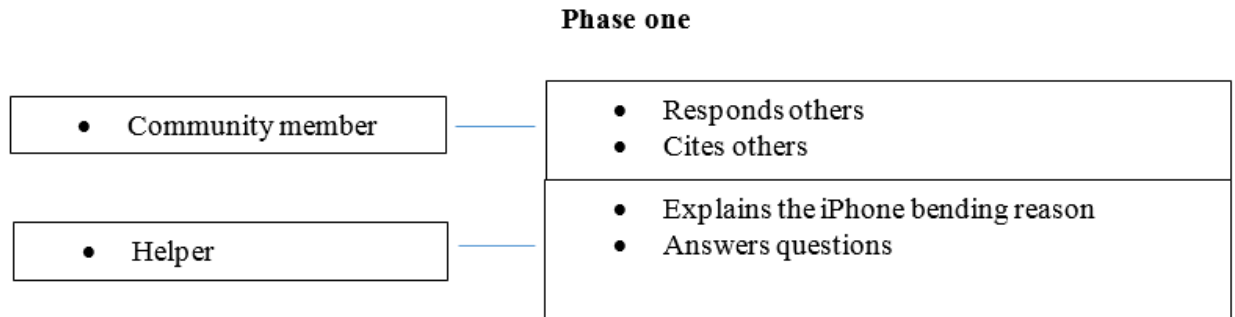 Phase one
• Community member
• Responds others
• Cites others
• Helper
• Explains the iPhone bending reason
• Answers questions